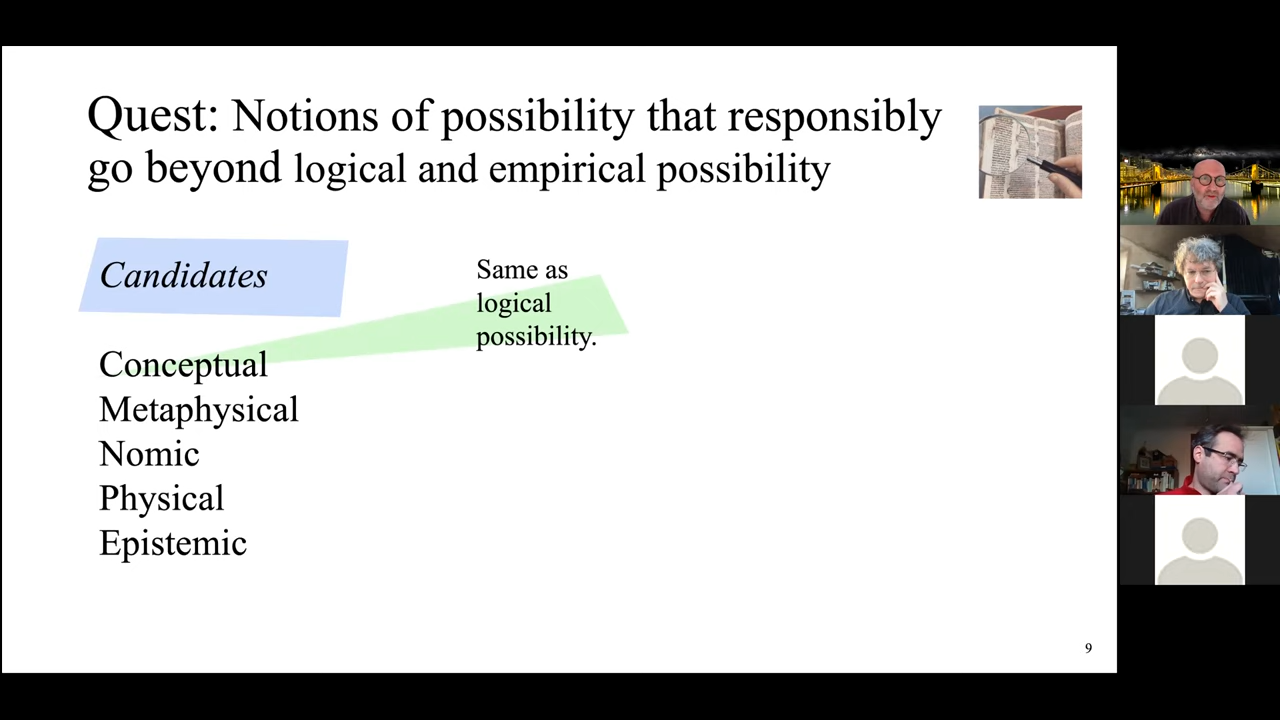 Quest: Notions of possibility that responsibly
go beyond logical and empirical possibility
Candidates
Same as
logical
possibility.
Conceptual
Metaphysical
Nomic
Physical
Epistemic
9